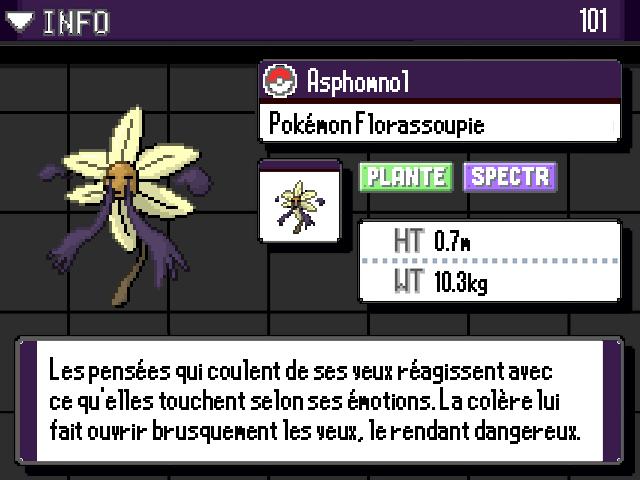 INFO
101
Asphomnol
Pokémon Florassoupie
PLANTE
SPECTR
HT 0.7m
WT 10.3kg
Les pensées qui coulent de ses yeux réagissent avec
ce qu'elles touchent selon ses émotions. La colère lui
fait ouvrir brusquement les yeux, le rendant dangereux.